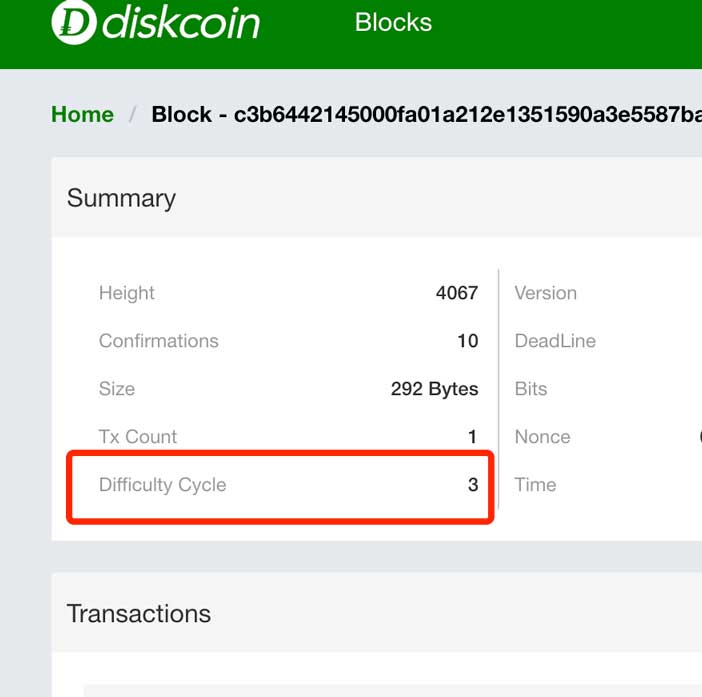 diskcoin Blocks
Home / Block - c3b6442145000fa01a212e1351590a3e5587ba
Summary
Height 4067 Version
Confirmations 10 DeadLine
Size 292 Bytes Bits
Tx Count 1 Nonce
Difficulty Cycle 3 Time
Transactions